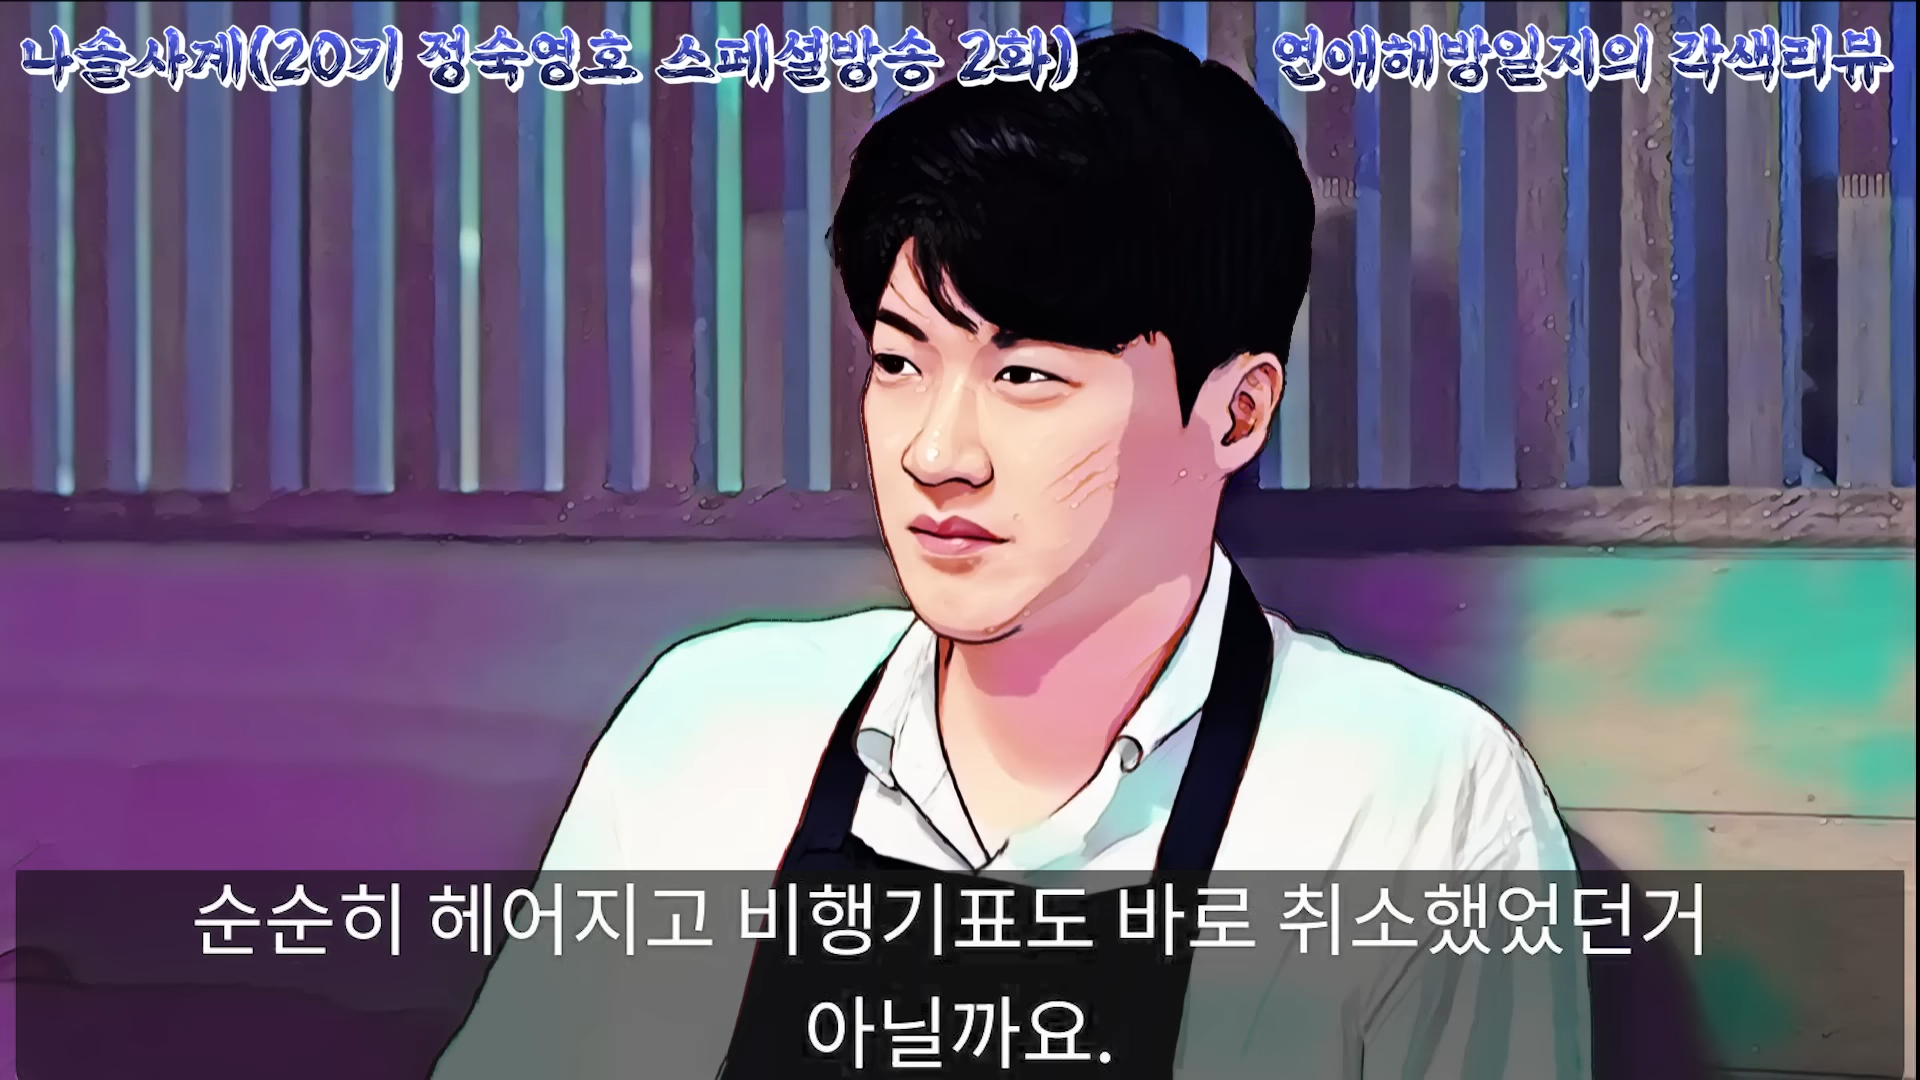 나솔사계(20기 정숙영호 스페셜방송 2화)
연애해방일지의 각색리뷰
순순히 헤어지고 비행기표도 바로 취소했었던거
아닐까요.